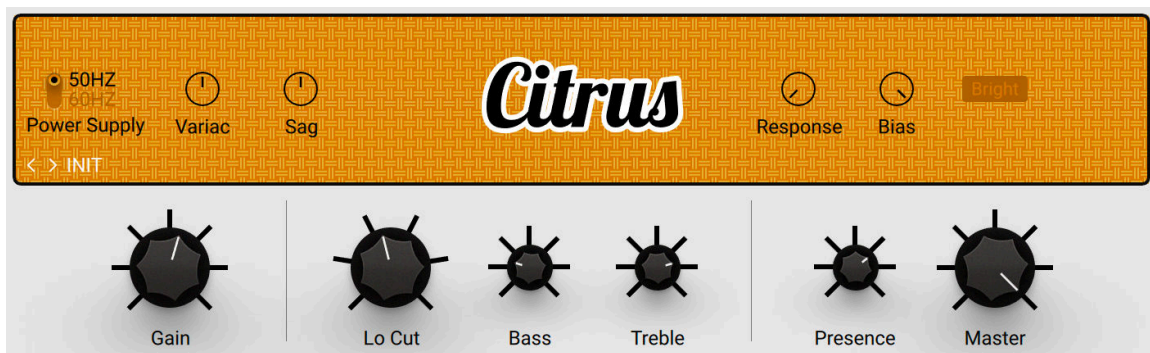 50HZ
60HZ
Power Supply
Variac
Sag
Citrus
Response
Bias
Bright
< > INIT
Gain
Lo Cut
Bass
Treble
Presence
Master